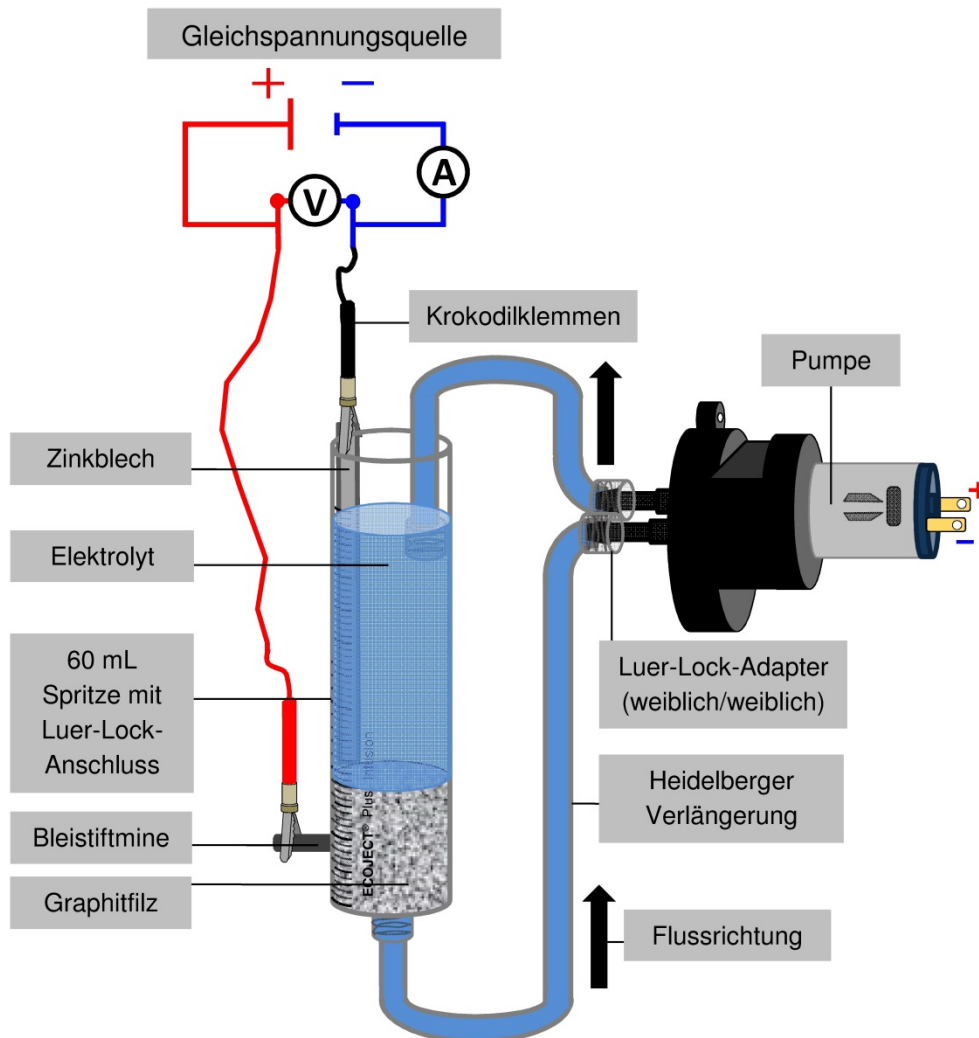 Gleichspannungsquelle
+ −
V
A
Krokodilklemmen
Pumpe
Zinkblech
+
−
Elektrolyt
60 mL
Spritze mit
Luer-Lock-
Anschluss
Luer-Lock-Adapter
(weiblich/weiblich)
Heidelberger
Verlängerung
Bleistiftmine
ECOJECT® Plus Infusion
Graphitfilz
Flussrichtung